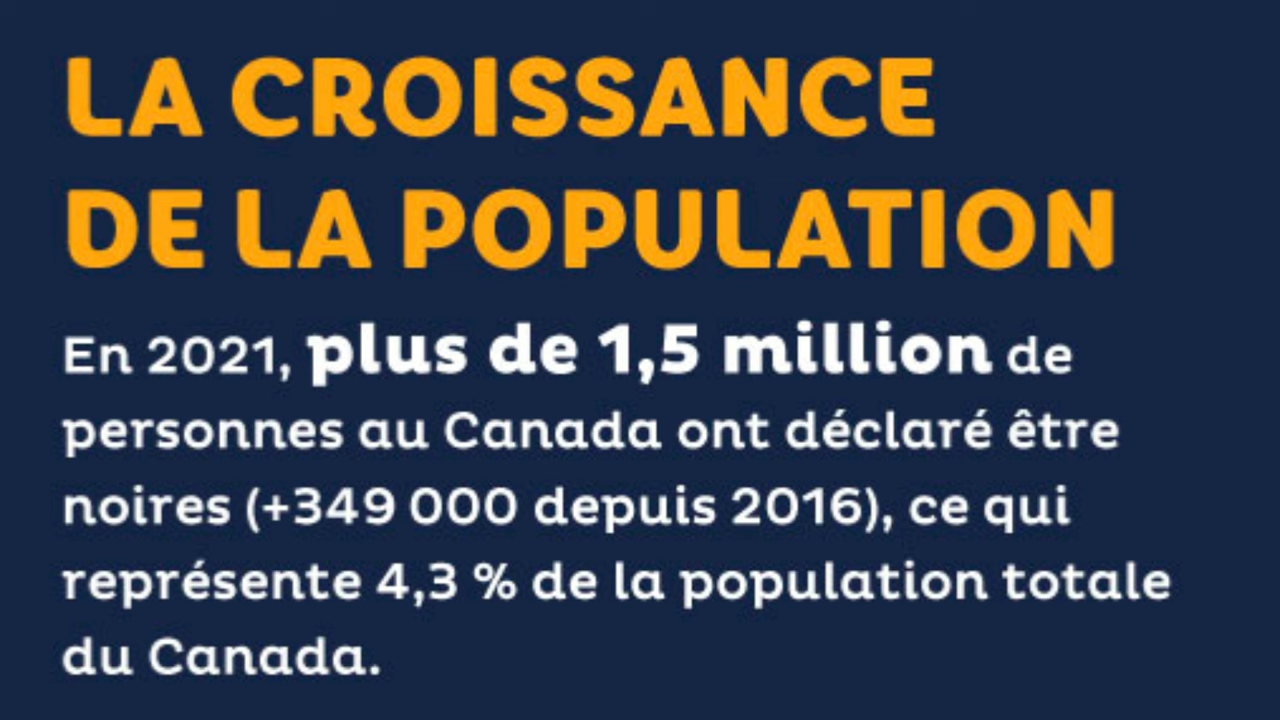 LA CROISSANCE
DE LA POPULATION
En 2021, plus de 1,5 million de
personnes au Canada ont déclaré être
noires (+349 000 depuis 2016), ce qui
représente 4,3 % de la population totale
du Canada.